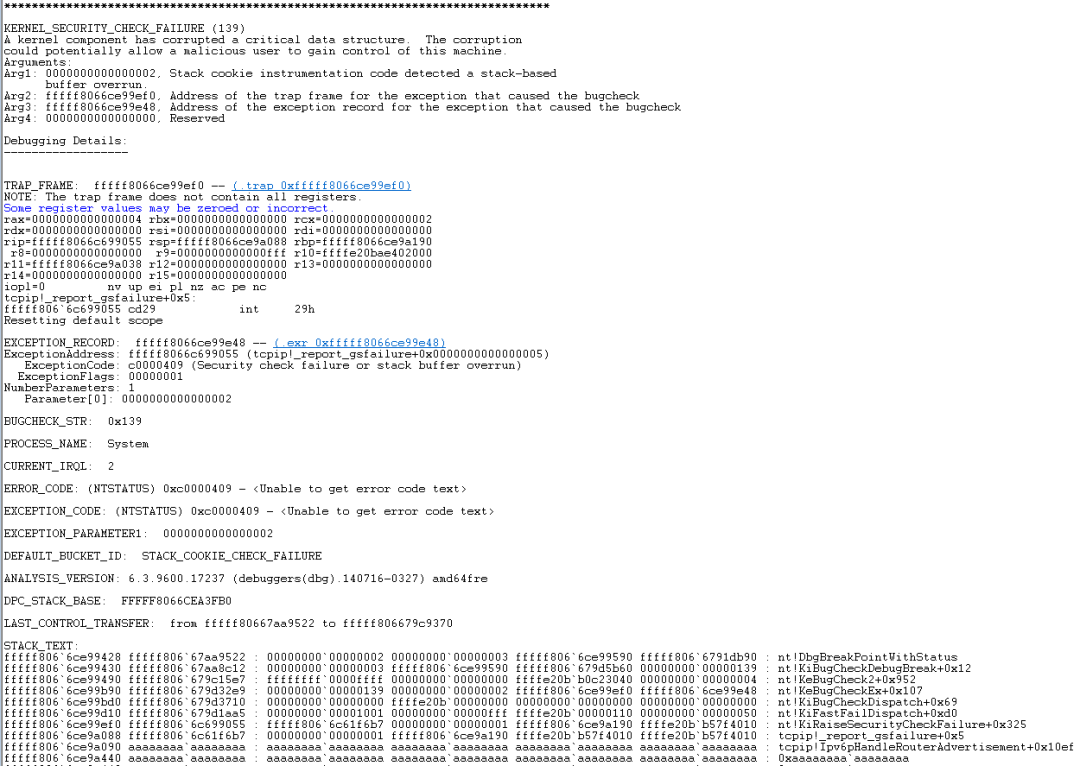 *******************************************************************************
KERNEL_SECURITY_CHECK_FAILURE (139)
A kernel component has corrupted a critical data structure.  The corruption
could potentially allow a malicious user to gain control of this machine.
Arguments:
Arg1: 0000000000000002, Stack cookie instrumentation code detected a stack-based
buffer overrun.
Arg2: fffff8066ce99ef0, Address of the trap frame for the exception that caused the bugcheck
Arg3: fffff8066ce99e48, Address of the exception record for the exception that caused the bugcheck
Arg4: 0000000000000000, Reserved
Debugging Details:
------------------
TRAP_FRAME:  fffff8066ce99ef0 -- (.trap 0xfffff8066ce99ef0)
NOTE: The trap frame does not contain all registers.
Some register values may be zeroed or incorrect.
rax=0000000000000004 rbx=0000000000000000 rcx=0000000000000002
rdx=0000000000000000 rsi=0000000000000000 rdi=0000000000000000
rip=fffff8066c699055 rsp=fffff8066ce9a088 rbp=fffff8066ce9a190
r8=0000000000000000  r9=0000000000000fff r10=ffffe20bae402000
r11=fffff8066ce9a038 r12=0000000000000000 r13=0000000000000000
r14=0000000000000000 r15=0000000000000000
iopl=0         nv up ei pl nz ac pe nc
tcpip!_report_gsfailure+0x5:
fffff806`6c699055 cd29            int     29h
Resetting default scope
EXCEPTION_RECORD:  fffff8066ce99e48 -- (.exr 0xfffff8066ce99e48)
ExceptionAddress: fffff8066c699055 (tcpip!_report_gsfailure+0x0000000000000005)
ExceptionCode: c0000409 (Security check failure or stack buffer overrun)
ExceptionFlags: 00000001
NumberParameters: 1
Parameter[0]: 0000000000000002
BUGCHECK_STR:  0x139
PROCESS_NAME:  System
CURRENT_IRQL:  2
ERROR_CODE: (NTSTATUS) 0xc0000409 - <Unable to get error code text>
EXCEPTION_CODE: (NTSTATUS) 0xc0000409 - <Unable to get error code text>
EXCEPTION_PARAMETER1:  0000000000000002
DEFAULT_BUCKET_ID:  STACK_COOKIE_CHECK_FAILURE
ANALYSIS_VERSION: 6.3.9600.17237 (debuggers(dbg).140716-0327) amd64fre
DPC_STACK_BASE:  FFFFF8066CEA3FB0
LAST_CONTROL_TRANSFER:  from fffff80667aa9522 to fffff806679c9370
STACK_TEXT:
fffff806`6ce99428 fffff806`67aa9522 : 00000000`00000002 00000000`00000003 fffff806`6ce99590 fffff806`6791db90 : nt!DbgBreakPointWithStatus
fffff806`6ce99430 fffff806`67aa8c12 : 00000000`00000003 fffff806`6ce99590 fffff806`679d5b60 00000000`00000139 : nt!KiBugCheckDebugBreak+0x12
fffff806`6ce99490 fffff806`679c15e7 : ffffffff`0000ffff 00000000`00000000 ffffe20b`b0c23040 00000000`00000004 : nt!KeBugCheck2+0x952
fffff806`6ce99b90 fffff806`679d32e9 : 00000000`00000139 00000000`00000002 fffff806`6ce99ef0 fffff806`6ce99e48 : nt!KeBugCheckEx+0x107
fffff806`6ce99bd0 fffff806`679d3710 : 00000000`00000000 ffffe20b`00000000 00000000`00000000 00000000`00000000 : nt!KiBugCheckDispatch+0x69
fffff806`6ce99d10 fffff806`679d1aa5 : 00000000`00001001 00000000`00000fff ffffe20b`00000110 00000000`00000050 : nt!KiFastFailDispatch+0xd0
fffff806`6ce99ef0 fffff806`6c699055 : fffff806`6c61f6b7 00000000`00000001 fffff806`6ce9a190 ffffe20b`b57f4010 : nt!KiRaiseSecurityCheckFailure+0x325
fffff806`6ce9a088 fffff806`6c61f6b7 : 00000000`00000001 fffff806`6ce9a190 ffffe20b`b57f4010 ffffe20b`b57f4010 : tcpip!_report_gsfailure+0x5
fffff806`6ce9a090 aaaaaaaa`aaaaaaaa : aaaaaaaa`aaaaaaaa aaaaaaaa`aaaaaaaa aaaaaaaa`aaaaaaaa aaaaaaaa`aaaaaaaa : tcpip!Ipv6pHandleRouterAdvertisement+0x10ef
fffff806`6ce9a440 aaaaaaaa`aaaaaaaa : aaaaaaaa`aaaaaaaa aaaaaaaa`aaaaaaaa aaaaaaaa`aaaaaaaa aaaaaaaa`aaaaaaaa : 0xaaaaaaaa`aaaaaaaa